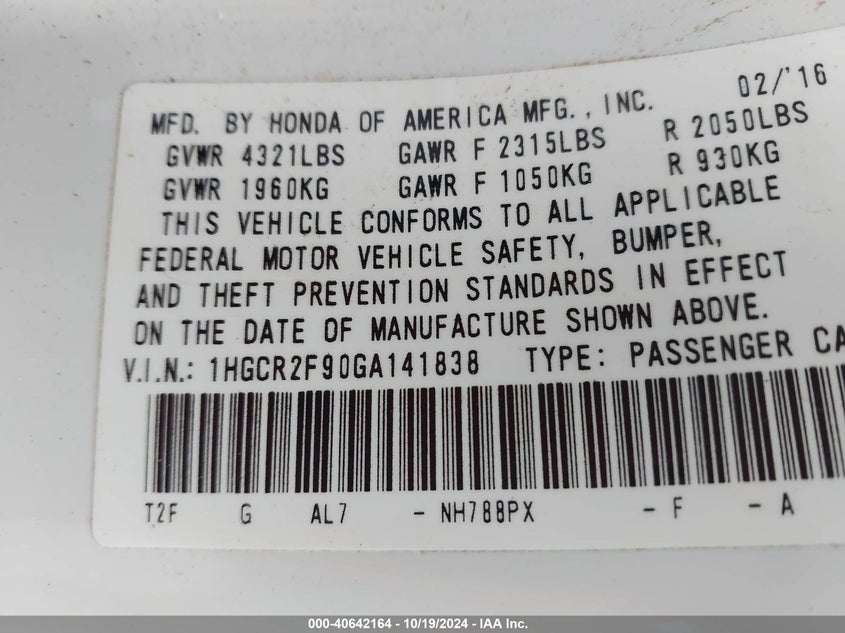 02/'16
MFD. BY HONDA OF AMERICA MFG., INC.
GVWR 4321LBS GAWR F 2315LBS R 2050LBS
GVWR 1960KG GAWR F 1050KG R 930KG
THIS VEHICLE CONFORMS TO ALL APPLICABLE
FEDERAL MOTOR VEHICLE SAFETY, BUMPER,
AND THEFT PREVENTION STANDARDS IN EFFECT
ON THE DATE OF MANUFACTURE SHOWN ABOVE.
V.I.N.: 1HGCR2F90GA141838 TYPE: PASSENGER CA
T2F G AL7 - NH788PX - F - A
000-40642164 - 10/19/2024 - IAA Inc.